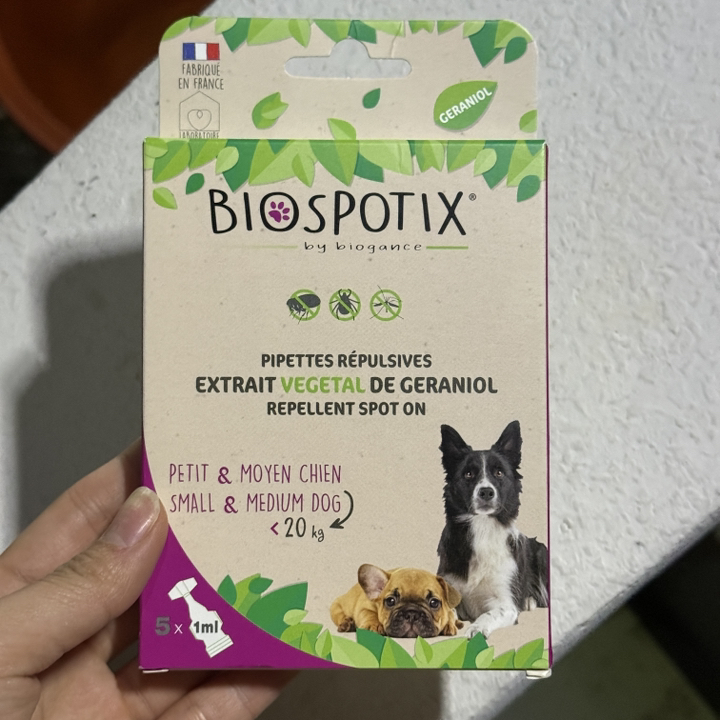 FABRIQUÉ
EN FRANCE
LABORATOIRE
GERANIOL
BIOSPOTIX®
by biogance
PIPETTES RÉPULSIVES
EXTRAIT VEGETAL DE GERANIOL
REPELLENT SPOT ON
PETIT & MOYEN CHIEN
SMALL & MEDIUM DOG
<20 kg
5 x 1ml